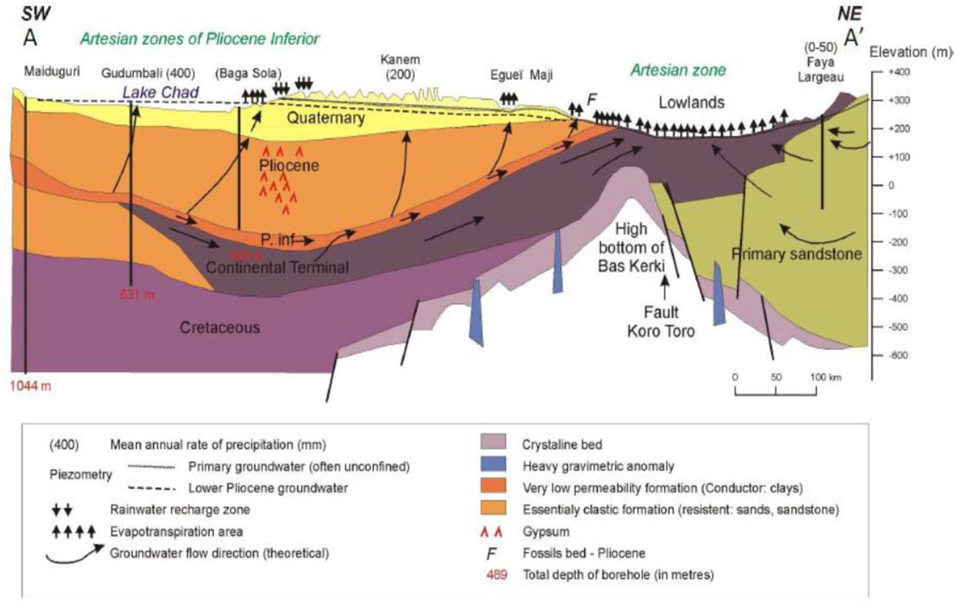 SW
A
NE
A′
Artesian zones of Pliocene Inferior
Artesian zone
Maiduguri
Gudumbali (400)
(Baga Sola)
Lake Chad
Kanem
(200)
Egueï Maji
F
Lowlands
(0-50)
Faya
Largeau
Elevation (m)
+400
+300
+200
+100
0
-100
-200
-300
-400
-500
-600
Quaternary
Pliocene
P. inf
Continental Terminal
Cretaceous
631 m
1044 m
High
bottom of
Bas Kerki
Fault
Koro Toro
Primary sandstone
0 50 100 km
(400) Mean annual rate of precipitation (mm)
Piezometry
Primary groundwater (often unconfined)
Lower Pliocene groundwater
Rainwater recharge zone
Evapotranspiration area
Groundwater flow direction (theoretical)
Crystaline bed
Heavy gravimetric anomaly
Very low permeability formation (Conductor: clays)
Essentialy clastic formation (resistent: sands, sandstone)
Gypsum
F Fossils bed - Pliocene
489 Total depth of borehole (in metres)